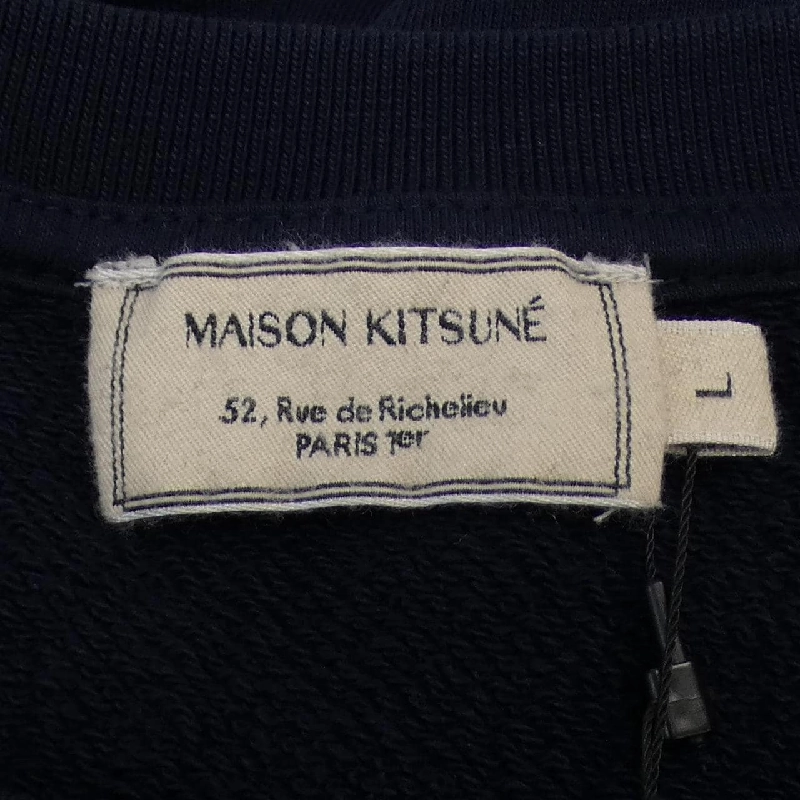 MAISON KITSUNÉ
52, Rue de Richelieu
PARIS 1er
L